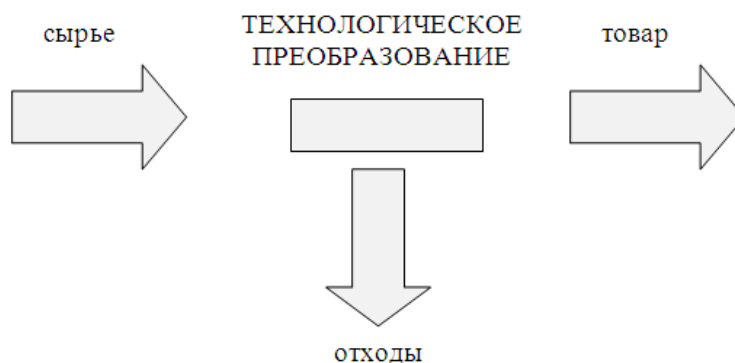 сырье
ТЕХНОЛОГИЧЕСКОЕ
ПРЕОБРАЗОВАНИЕ
товар
отходы